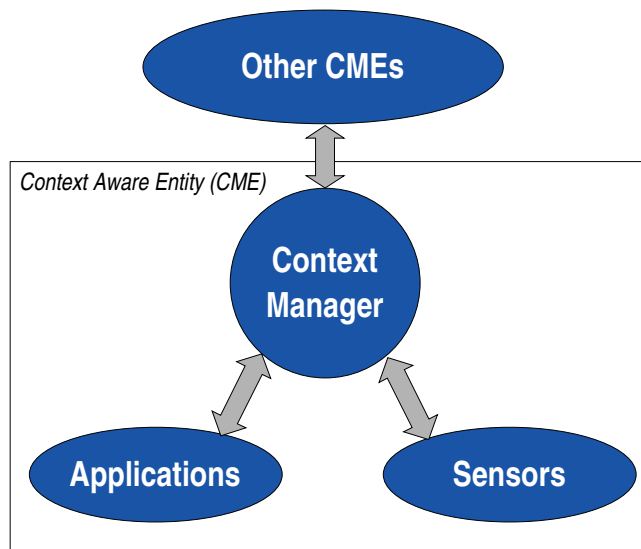 Other CMEs
Context Aware Entity (CME)
Context
Manager
Applications
Sensors